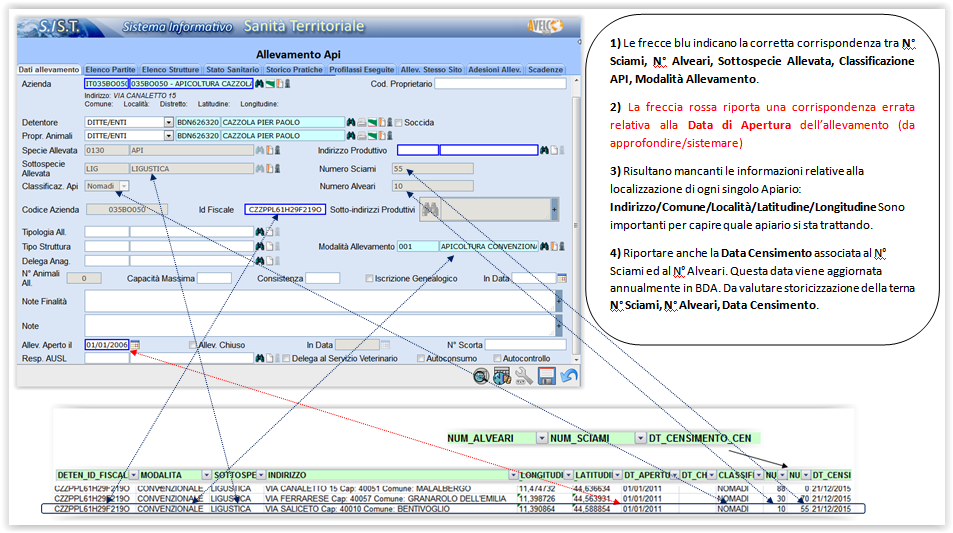 S.I.S.T. Sistema Informativo Sanità Territoriale AVELCO
Allevamento Api
Dati allevamento Elenco Partite Elenco Strutture Stato Sanitario Storico Pratiche Profilassi Eseguite Allev. Stesso Sito Adesioni Allev. Scadenze
Azienda IT035BO050 035BO050 - APICOLTURA CAZZOLA Cod. Proprietario
Indirizzo: VIA CANALETTO 15
Comune: Località: Distretto: Latitudine: Longitudine:
Detentore DITTE/ENTI BDN626320 CAZZOLA PIER PAOLO Soccida
Propr. Animali DITTE/ENTI BDN626320 CAZZOLA PIER PAOLO
Specie Allevata 0130 API Indirizzo Produttivo
Sottospecie Allevata LIG LIGUSTICA Numero Sciami 55
Classificaz. Api Nomadi Numero Alveari 10
Codice Azienda 035BO050 Id Fiscale CZZPPL61H29F219O Sotto-indirizzi Produttivi
Tipologia All.
Tipo Struttura Modalità Allevamento 001 APICOLTURA CONVENZION
Delega Anag.
N° Animali All. 0 Capacità Massima Consistenza Iscrizione Genealogico In Data
Note Finalità
Note
Allev. Aperto il 01/01/2006 Allev. Chiuso In Data N° Scorta
Resp. AUSL Delega al Servizio Veterinario Autoconsumo Autocontrollo
1) Le frecce blu indicano la corretta corrispondenza tra N°
Sciami, N° Alveari, Sottospecie Allevata, Classificazione
API, Modalità Allevamento.
2) La freccia rossa riporta una corrispondenza errata
relativa alla Data di Apertura dell'allevamento (da
approfondire/sistemare)
3) Risultano mancanti le informazioni relative alla
localizzazione di ogni singolo Apiario:
Indirizzo/Comune/Località/Latitudine/Longitudine Sono
importanti per capire quale apiario si sta trattando.
4) Riportare anche la Data Censimento associata al N°
Sciami ed al N° Alveari. Questa data viene aggiornata
annualmente in BDA. Da valutare storicizzazione della terna
N° Sciami, N° Alveari, Data Censimento.
NUM_ALVEARI NUM_SCIAMI DT_CENSIMENTO_CEN
DETEN_ID_FISCAL MODALITA SOTTOSPE INDIRIZZO LONGITUDI LATITUDI DT_APERTU DT_CH CLASSIFI NU NU DT_CENSI
CZZPPL61H29F219O CONVENZIONALE LIGUSTICA VIA CANALETTO 15 Cap: 40051 Comune: MALALBERGO 11,474732 44,636634 01/01/2011 NOMADI 88 0 21/12/2015
CZZPPL61H29F219O CONVENZIONALE LIGUSTICA VIA FERRARESE Cap: 40057 Comune: GRANAROLO DELL'EMILIA 11,398726 44,563931 01/01/2011 NOMADI 30 70 21/12/2015
CZZPPL61H29F219O CONVENZIONALE LIGUSTICA VIA SALICETO Cap: 40010 Comune: BENTIVOGLIO 11,390864 44,588854 01/01/2011 NOMADI 10 55 21/12/2015